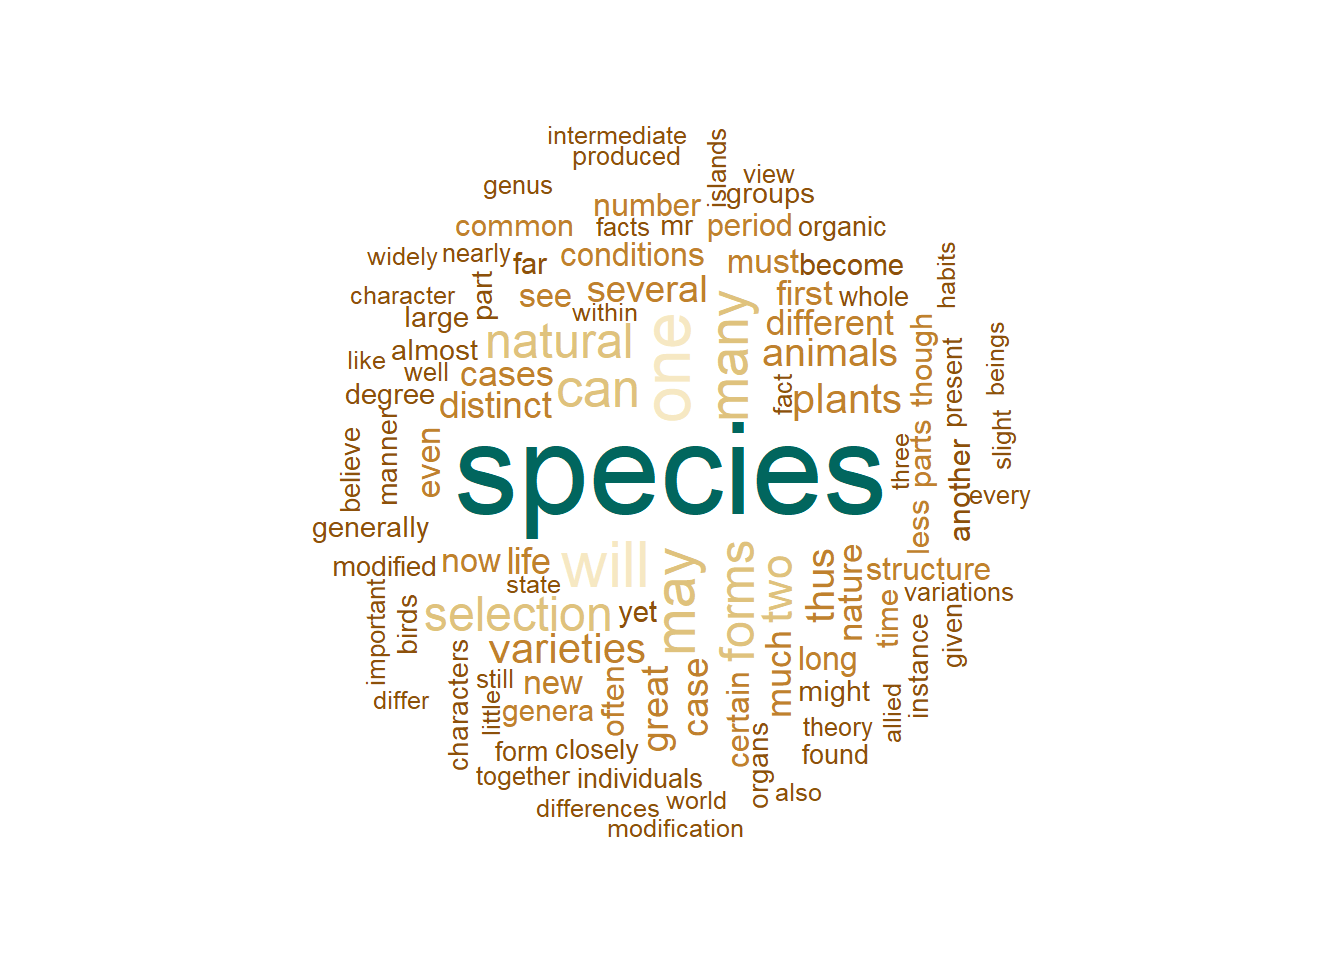 intermediate
produced
islands
view
genus
groups
number
common
facts
mr
period
organic
widely
nearly
far
conditions
must
become
habits
character
part
see
several
first
whole
large
within
different
natural
one
many
though
like
almost
well
cases
can
animals
present
beings
degree
distinct
fact
plants
believe
manner
even
species
three
parts
another
slight
every
generally
less
modified
now
life
will
may
forms
two
thus
nature
structure
state
variations
important
birds
selection
yet
time
given
varieties
much
long
instance
differ
characters
still
new
often
great
case
certain
might
allied
little
genera
theory
form
closely
organs
found
together
individuals
differences
world
also
modification